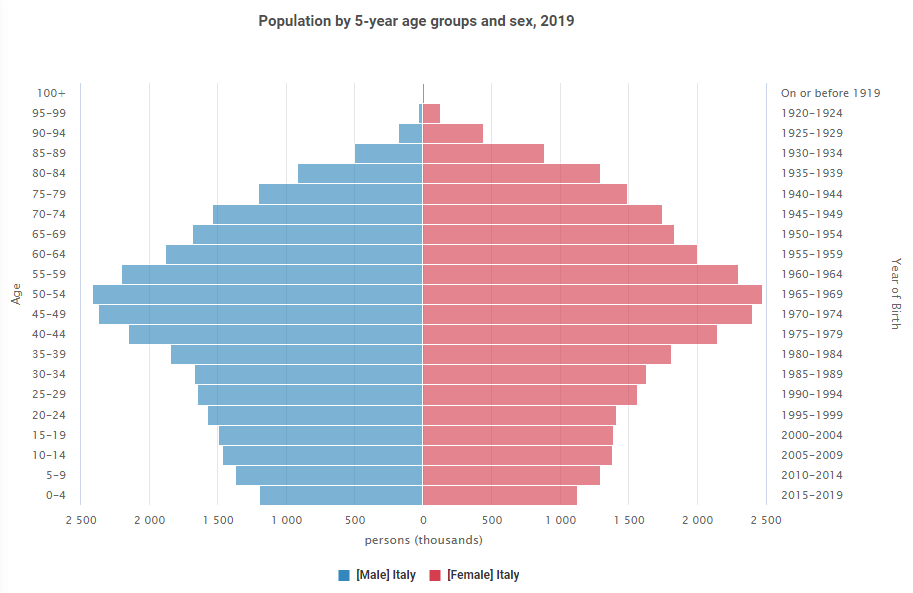 Population by 5-year age groups and sex, 2019
100+ On or before 1919
95-99 1920-1924
90-94 1925-1929
85-89 1930-1934
80-84 1935-1939
75-79 1940-1944
70-74 1945-1949
65-69 1950-1954
60-64 1955-1959
55-59 1960-1964
50-54 1965-1969
45-49 1970-1974
40-44 1975-1979
35-39 1980-1984
30-34 1985-1989
25-29 1990-1994
20-24 1995-1999
15-19 2000-2004
10-14 2005-2009
5-9 2010-2014
0-4 2015-2019
Age
Year of Birth
2 500 2 000 1 500 1 000 500 0 500 1 000 1 500 2 000 2 500
persons (thousands)
[Male] Italy [Female] Italy